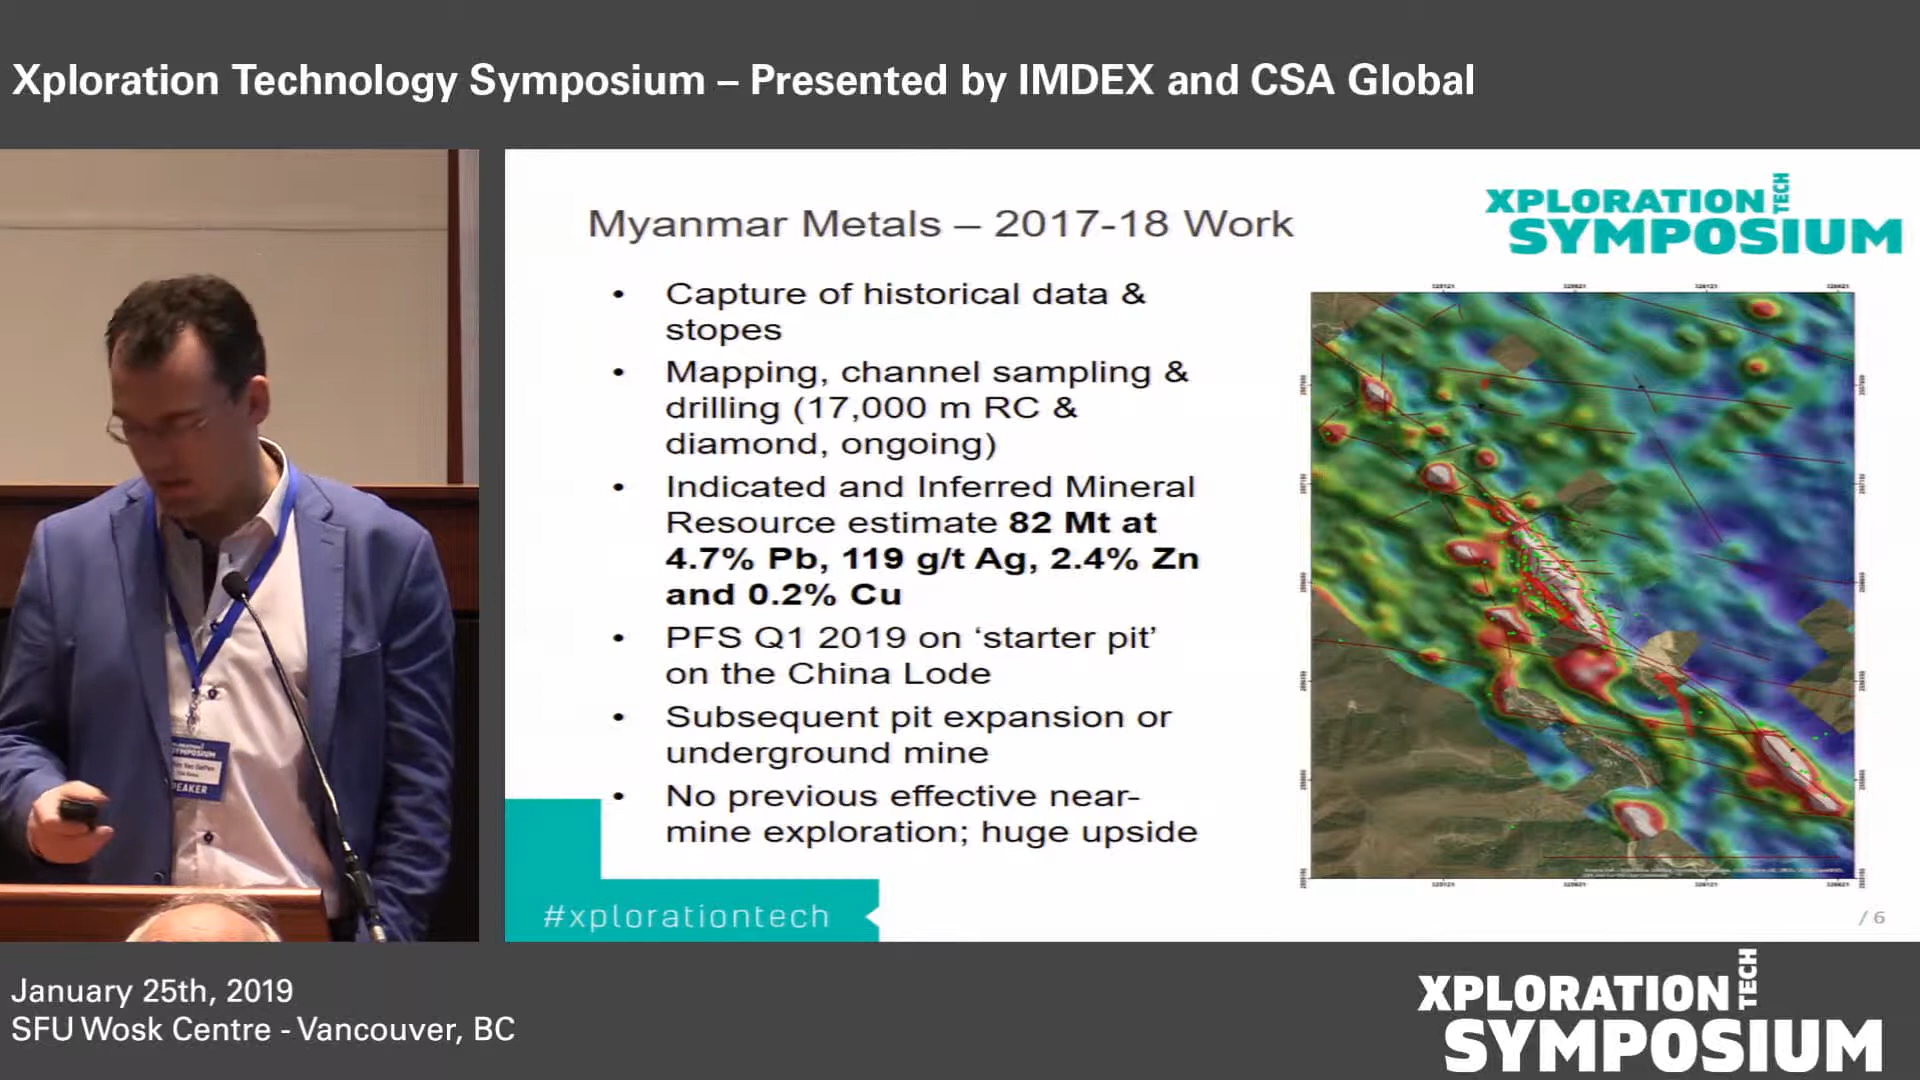 Xploration Technology Symposium – Presented by IMDEX and CSA Global
XPLORATION TECH
SYMPOSIUM
Myanmar Metals – 2017-18 Work
• Capture of historical data &
stopes
• Mapping, channel sampling &
drilling (17,000 m RC &
diamond, ongoing)
• Indicated and Inferred Mineral
Resource estimate 82 Mt at
4.7% Pb, 119 g/t Ag, 2.4% Zn
and 0.2% Cu
• PFS Q1 2019 on ‘starter pit’
on the China Lode
• Subsequent pit expansion or
underground mine
• No previous effective near-
mine exploration; huge upside
#xplorationtech
/ 6
January 25th, 2019
SFU Wosk Centre - Vancouver, BC
XPLORATION TECH
SYMPOSIUM